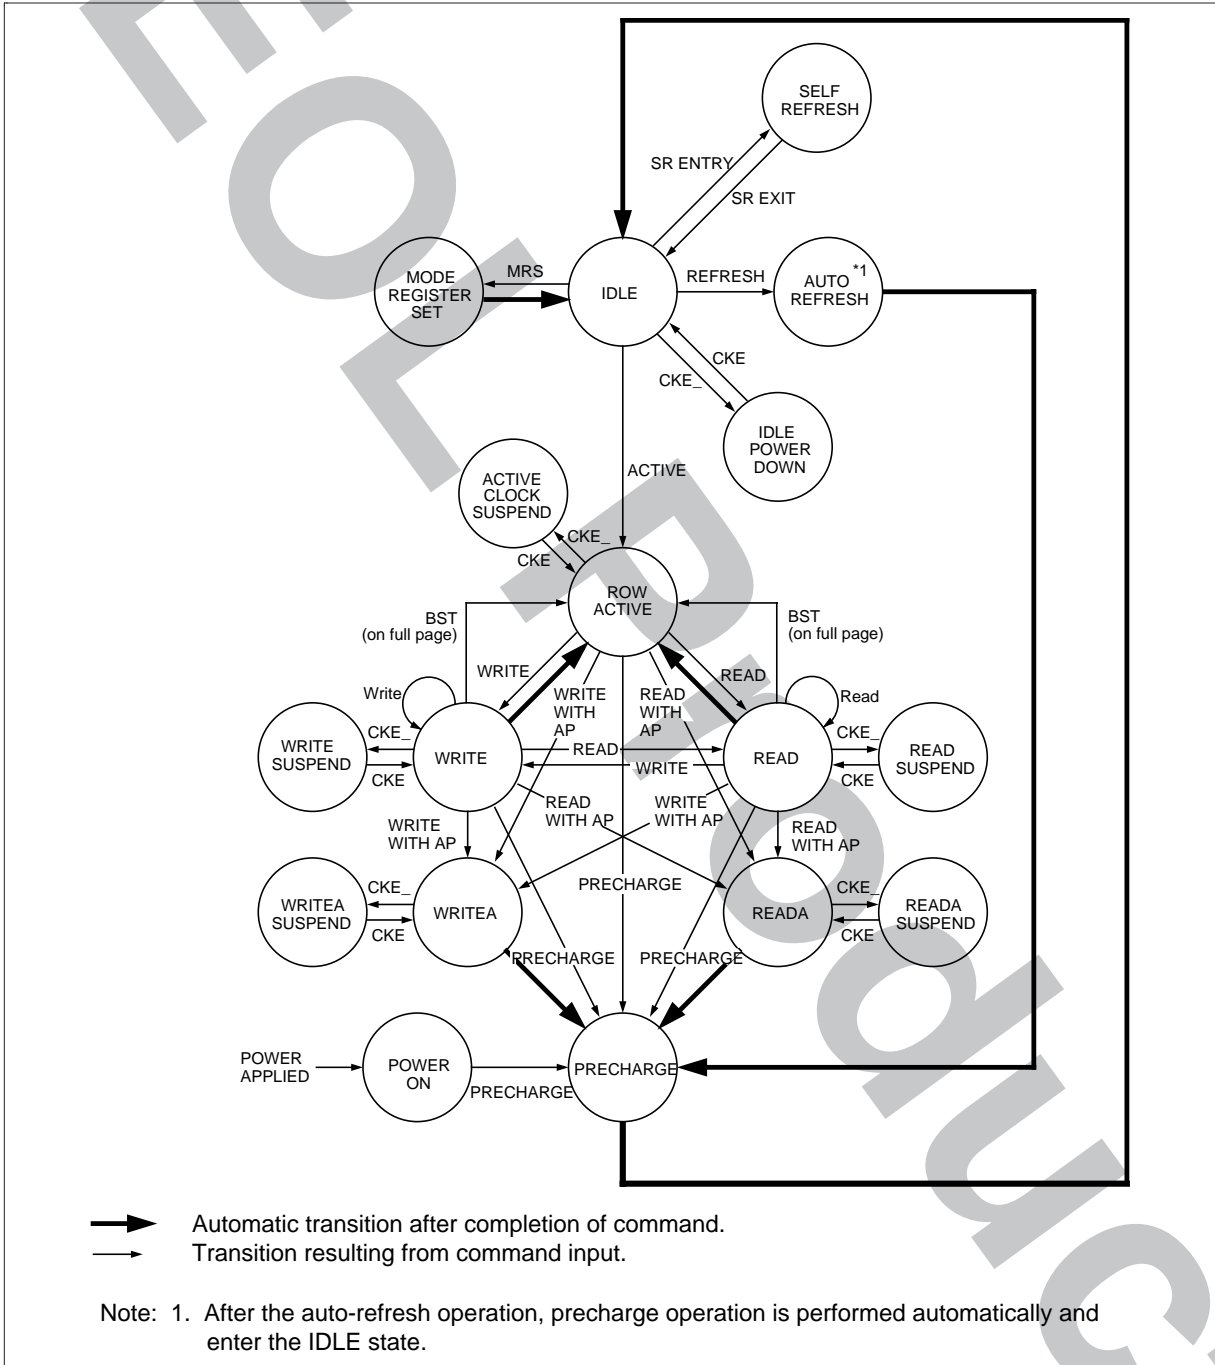 SELF
REFRESH
SR ENTRY
SR EXIT
MODE
REGISTER
SET
MRS
IDLE
REFRESH
AUTO *1
REFRESH
CKE
CKE_
IDLE
POWER
DOWN
ACTIVE
ACTIVE
CLOCK
SUSPEND
CKE_
CKE
ROW
ACTIVE
BST
(on full page)
BST
(on full page)
WRITE
READ
WRITE
WITH
AP
READ
WITH
AP
Write
Read
WRITE
SUSPEND
CKE_
CKE
WRITE
READ
WRITE
READ
CKE_
CKE
READ
SUSPEND
WRITE
WITH AP
READ
WITH AP
WRITE
WITH AP
READ
WITH AP
WRITEA
SUSPEND
CKE_
CKE
WRITEA
PRECHARGE
READA
CKE_
CKE
READA
SUSPEND
PRECHARGE
PRECHARGE
POWER
APPLIED
POWER
ON
PRECHARGE
PRECHARGE
Automatic transition after completion of command.
Transition resulting from command input.
Note: 1. After the auto-refresh operation, precharge operation is performed automatically and
enter the IDLE state.
EOL Product